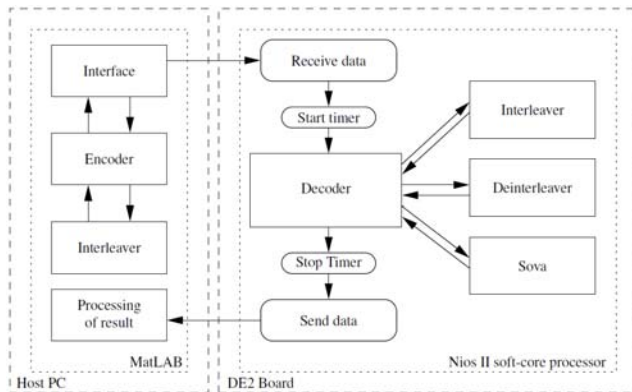 Interface
Encoder
Interleaver
Processing
of result
MatLAB
Host PC
Receive data
Start timer
Decoder
Stop Timer
Send data
Interleaver
Deinterleaver
Sova
Nios II soft-core processor
DE2 Board